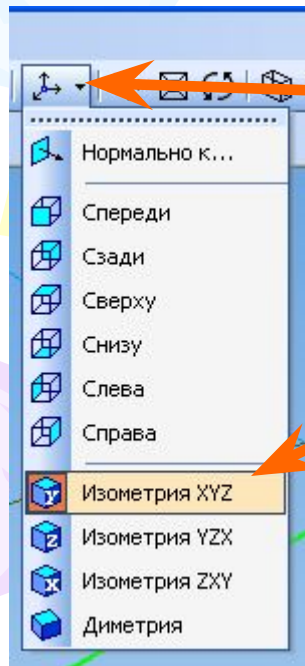 Нормально к...
Спереди
Сзади
Сверху
Снизу
Слева
Справа
Изометрия XYZ
Изометрия YZX
Изометрия ZXY
Диметрия